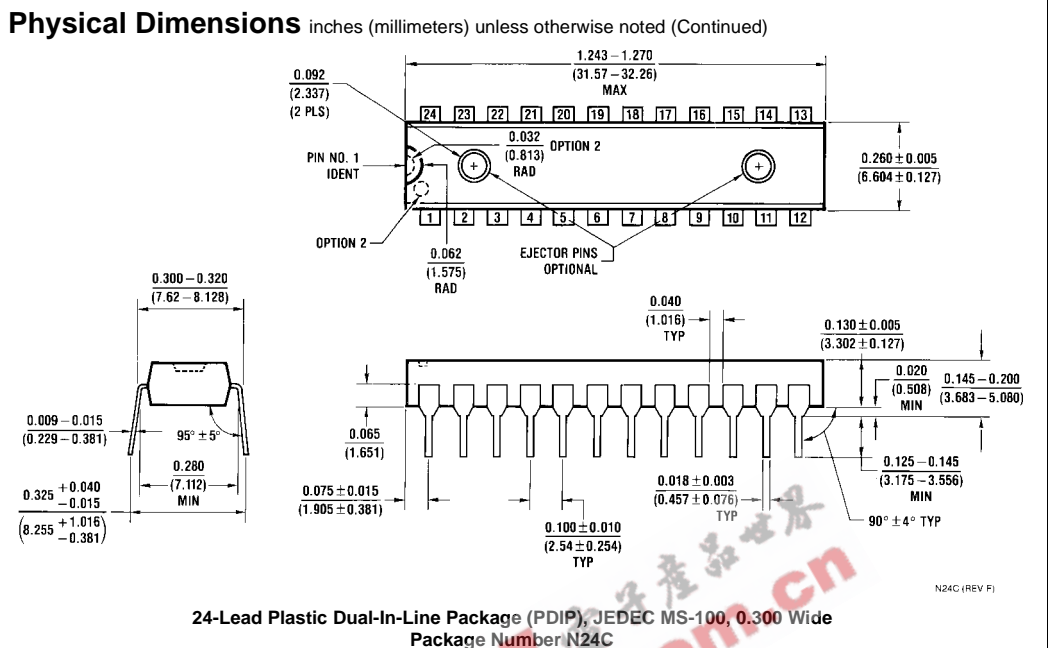 Physical Dimensions inches (millimeters) unless otherwise noted (Continued)
1.243 – 1.270
(31.57 – 32.26)
MAX
0.092
(2.337)
(2 PLS)
24 23 22 21 20 19 18 17 16 15 14 13
0.032
(0.813)
RAD
OPTION 2
PIN NO. 1
IDENT
0.260 ± 0.005
(6.604 ± 0.127)
1 2 3 4 5 6 7 8 9 10 11 12
OPTION 2
0.062
(1.575)
RAD
EJECTOR PINS
OPTIONAL
0.300 – 0.320
(7.62 – 8.128)
0.040
(1.016)
TYP
0.130 ± 0.005
(3.302 ± 0.127)
0.020
(0.508)
MIN
0.145 – 0.200
(3.683 – 5.080)
0.009 – 0.015
(0.229 – 0.381)
95° ± 5°
0.280
(7.112)
MIN
0.325 + 0.040 – 0.015
(8.255 + 1.016 – 0.381)
0.065
(1.651)
0.075 ± 0.015
(1.905 ± 0.381)
0.100 ± 0.010
(2.54 ± 0.254)
TYP
0.018 ± 0.003
(0.457 ± 0.076)
TYP
0.125 – 0.145
(3.175 – 3.556)
MIN
90° ± 4° TYP
N24C (REV F)
24-Lead Plastic Dual-In-Line Package (PDIP), JEDEC MS-100, 0.300 Wide
Package Number N24C
子產品世界
.cn